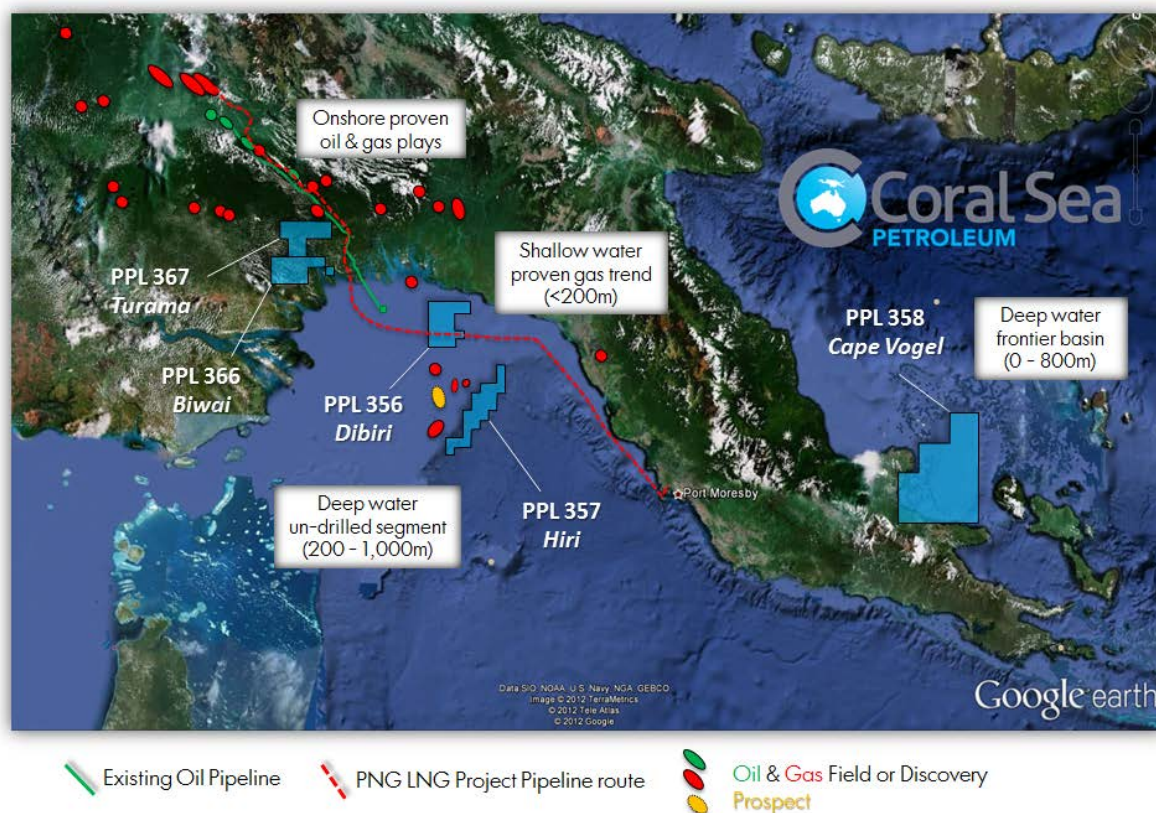 Onshore proven
oil & gas plays
Coral Sea
PETROLEUM
Shallow water
proven gas trend
(<200m)
PPL 367
Turama
PPL 358
Cape Vogel
Deep water
frontier basin
(0 - 800m)
PPL 366
Biwai
PPL 356
Dibiri
Port Moresby
Deep water
un-drilled segment
(200 - 1,000m)
PPL 357
Hiri
Data SIO, NOAA, U.S. Navy, NGA, GEBCO
Image © 2012 TerraMetrics
© 2012 Tele Atlas
© 2012 Google
Google earth
Existing Oil Pipeline
PNG LNG Project Pipeline route
Oil & Gas Field or Discovery
Prospect